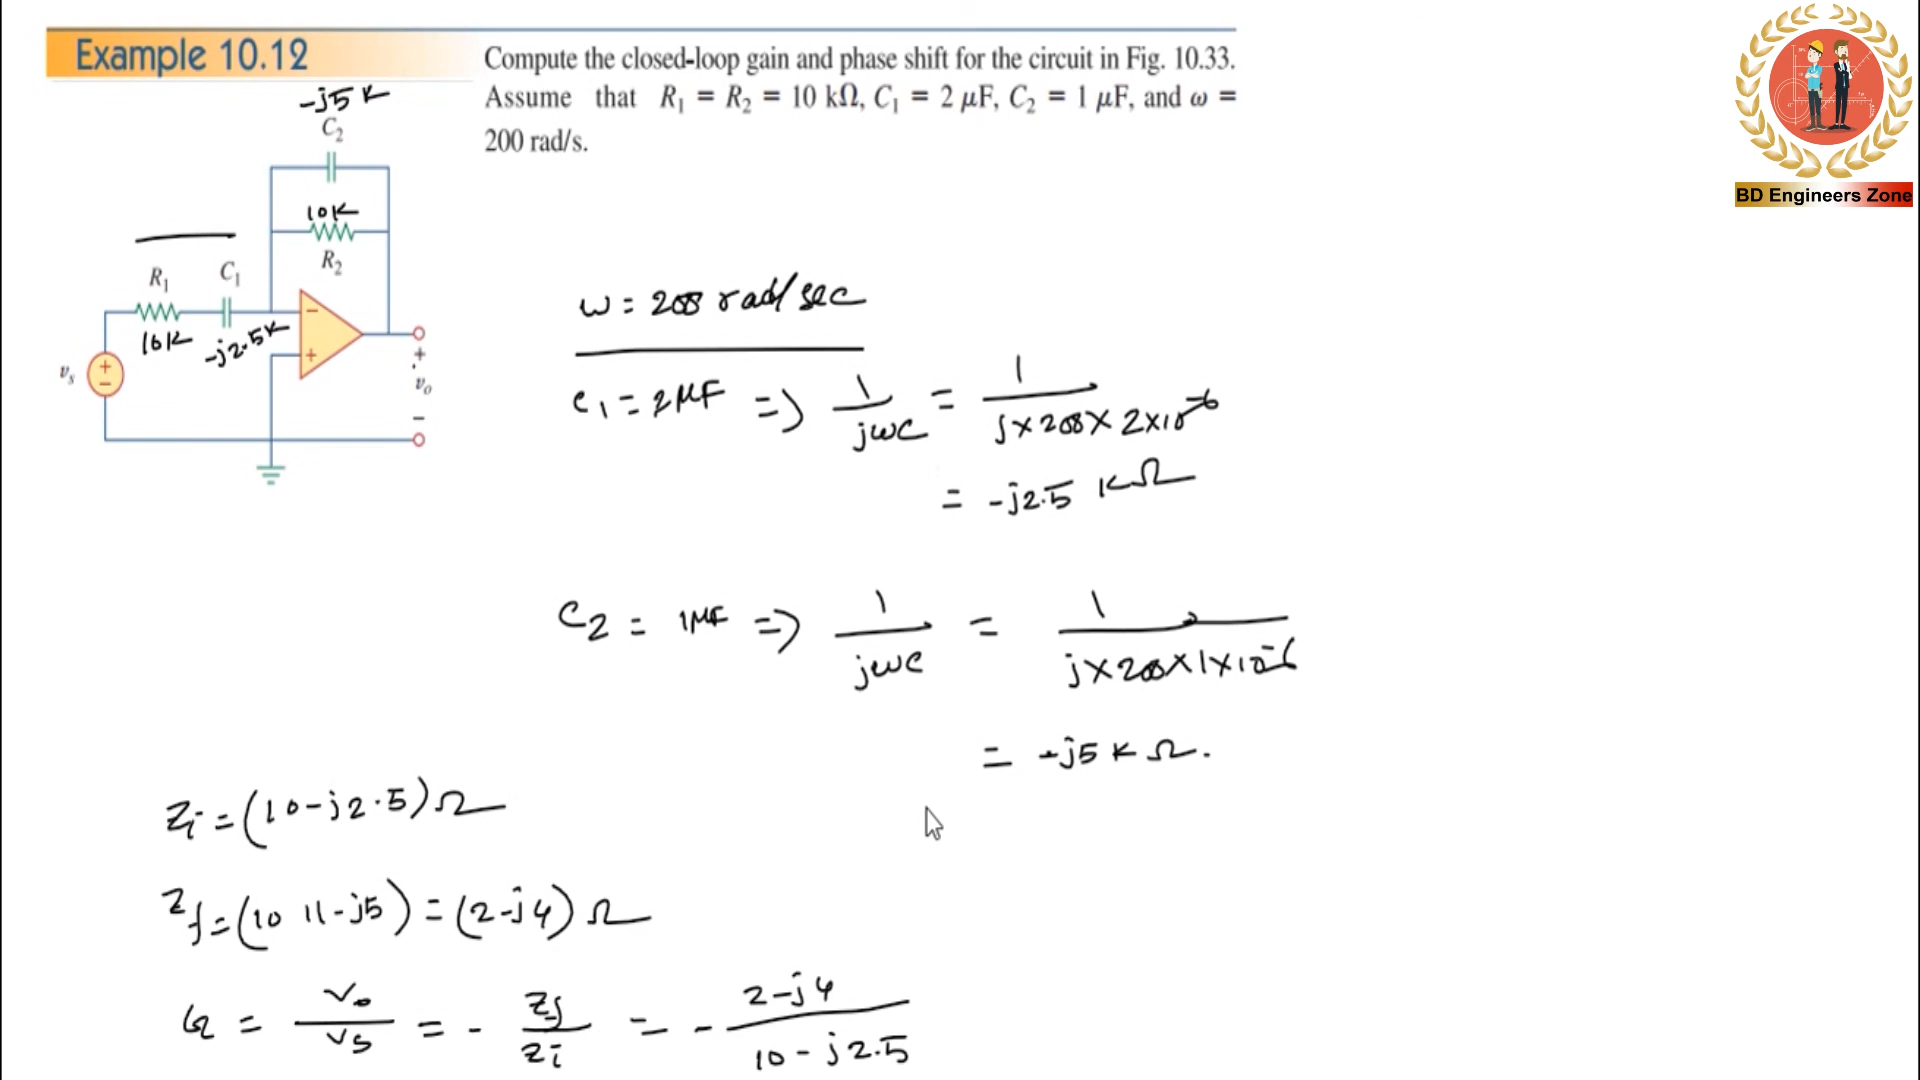 Example 10.12
Compute the closed-loop gain and phase shift for the circuit in Fig. 10.33.
Assume that R₁ = R₂ = 10 kΩ, C₁ = 2 μF, C₂ = 1 μF, and ω =
200 rad/s.
BD Engineers Zone
-j5 K
C₂
10K
R₂
R₁
C₁
10K
-j2.5K
−
+
vₛ
+
−
+
vₒ
−
ω = 200 rad/sec
C₁ = 2μF => 1/jωC = 1/j×200×2×10⁻⁶
= -j2.5 KΩ
C₂ = 1μF => 1/jωC = 1/j×200×1×10⁻⁶
= -j5 K Ω.
Zᵢ = (10-j2.5) Ω
Z_f = (10 || -j5) = (2-j4) Ω
G = Vₒ/Vₛ = - Z_f/Zᵢ = - 2-j4/10-j2.5